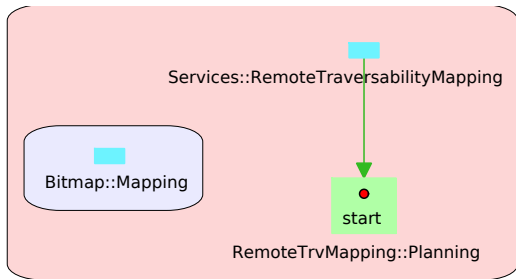 Services::RemoteTraversabilityMapping
Bitmap::Mapping
start
RemoteTrvMapping::Planning